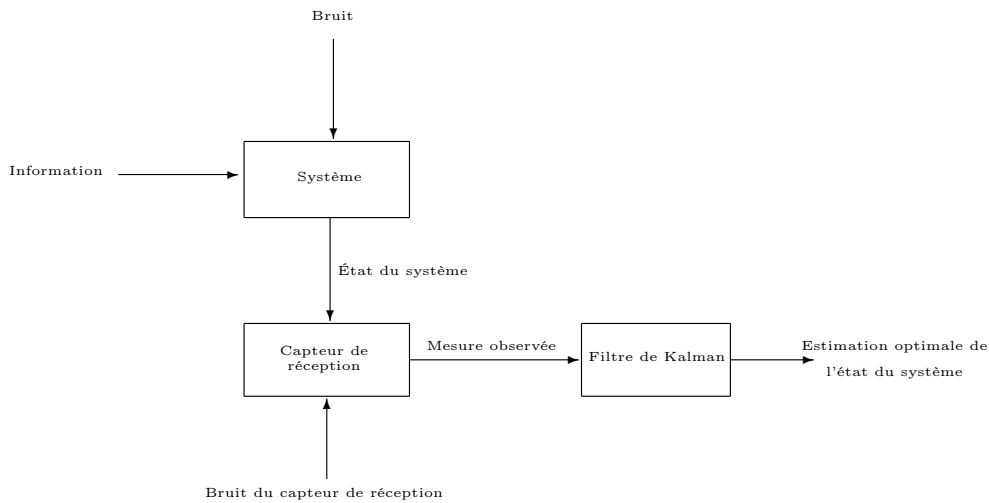 Bruit
Information
Système
État du système
Capteur de
réception
Mesure observée
Filtre de Kalman
Estimation optimale de
l'état du système
Bruit du capteur de réception